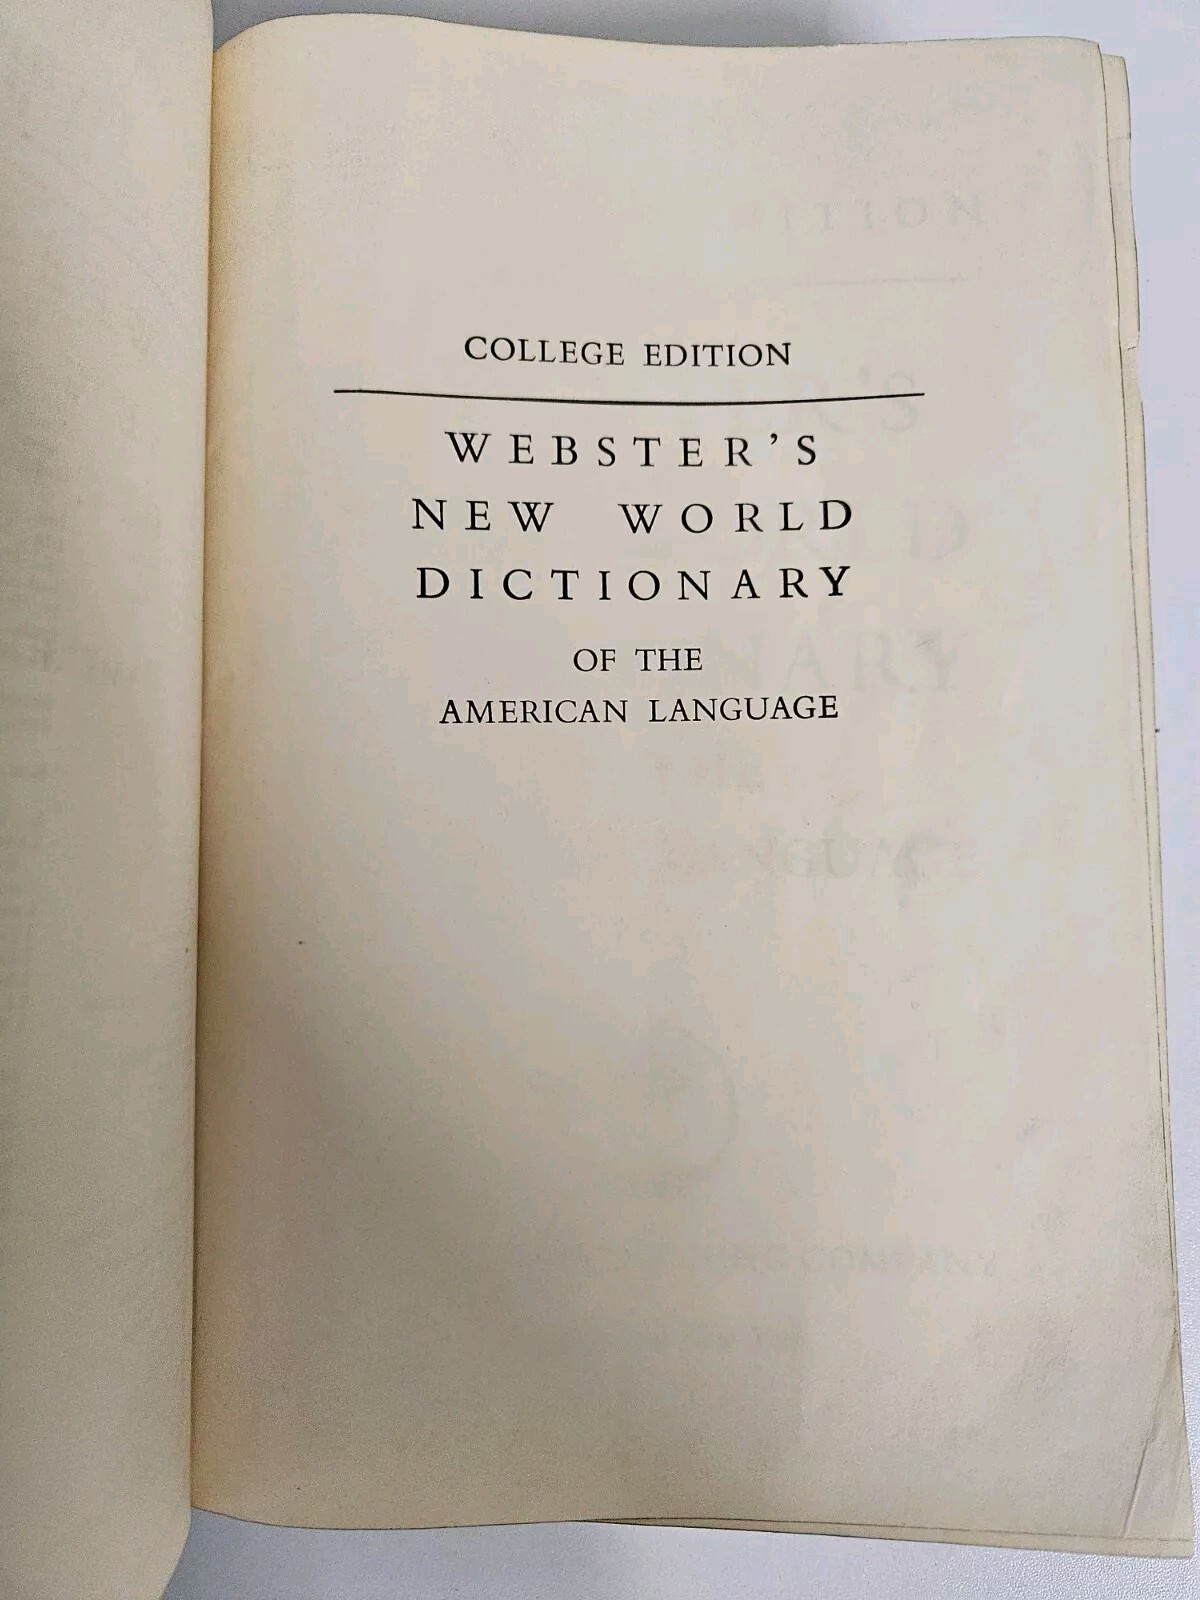 COLLEGE EDITION
WEBSTER'S
NEW WORLD
DICTIONARY
OF THE
AMERICAN LANGUAGE